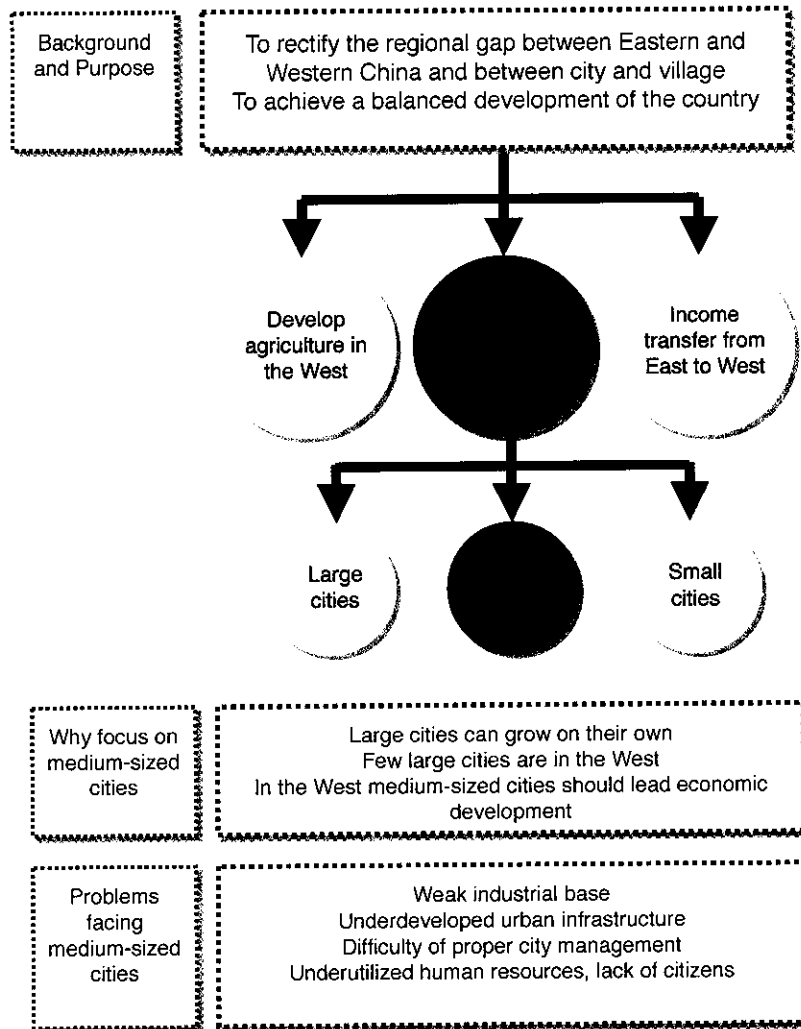 Background
and Purpose
To rectify the regional gap between Eastern and
Western China and between city and village
To achieve a balanced development of the country
Develop
agriculture in
the West
Income
transfer from
East to West
Large
cities
Small
cities
Why focus on
medium-sized
cities
Large cities can grow on their own
Few large cities are in the West
In the West medium-sized cities should lead economic
development
Problems
facing
medium-sized
cities
Weak industrial base
Underdeveloped urban infrastructure
Difficulty of proper city management
Underutilized human resources, lack of citizens